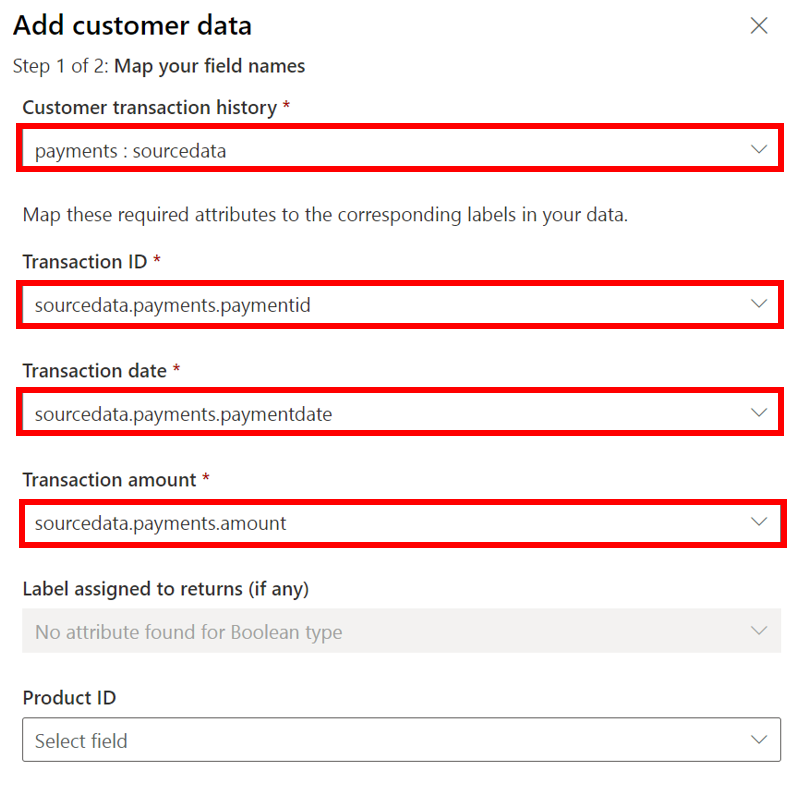 Add customer data
Step 1 of 2: Map your field names
Customer transaction history *
payments : sourcedata
Map these required attributes to the corresponding labels in your data.
Transaction ID *
sourcedata.payments.paymentid
Transaction date *
sourcedata.payments.paymentdate
Transaction amount *
sourcedata.payments.amount
Label assigned to returns (if any)
No attribute found for Boolean type
Product ID
Select field